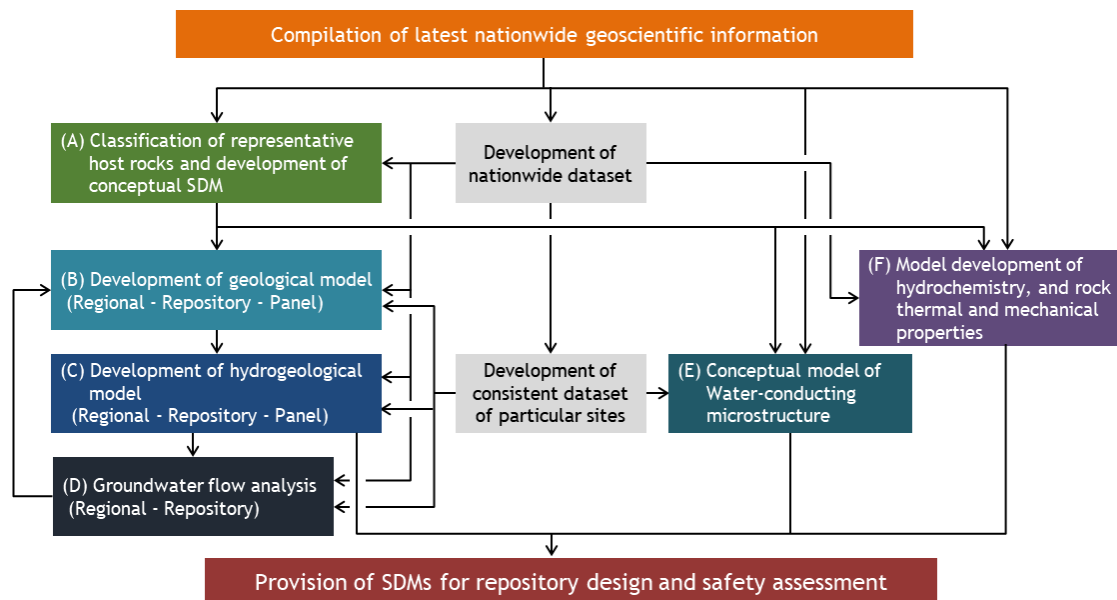 Compilation of latest nationwide geoscientific information
(A) Classification of representative
host rocks and development of
conceptual SDM
Development of
nationwide dataset
(B) Development of geological model
(Regional - Repository - Panel)
(F) Model development of
hydrochemistry, and rock
thermal and mechanical
properties
(C) Development of hydrogeological
model
(Regional - Repository - Panel)
Development of
consistent dataset
of particular sites
(E) Conceptual model of
Water-conducting
microstructure
(D) Groundwater flow analysis
(Regional - Repository)
Provision of SDMs for repository design and safety assessment